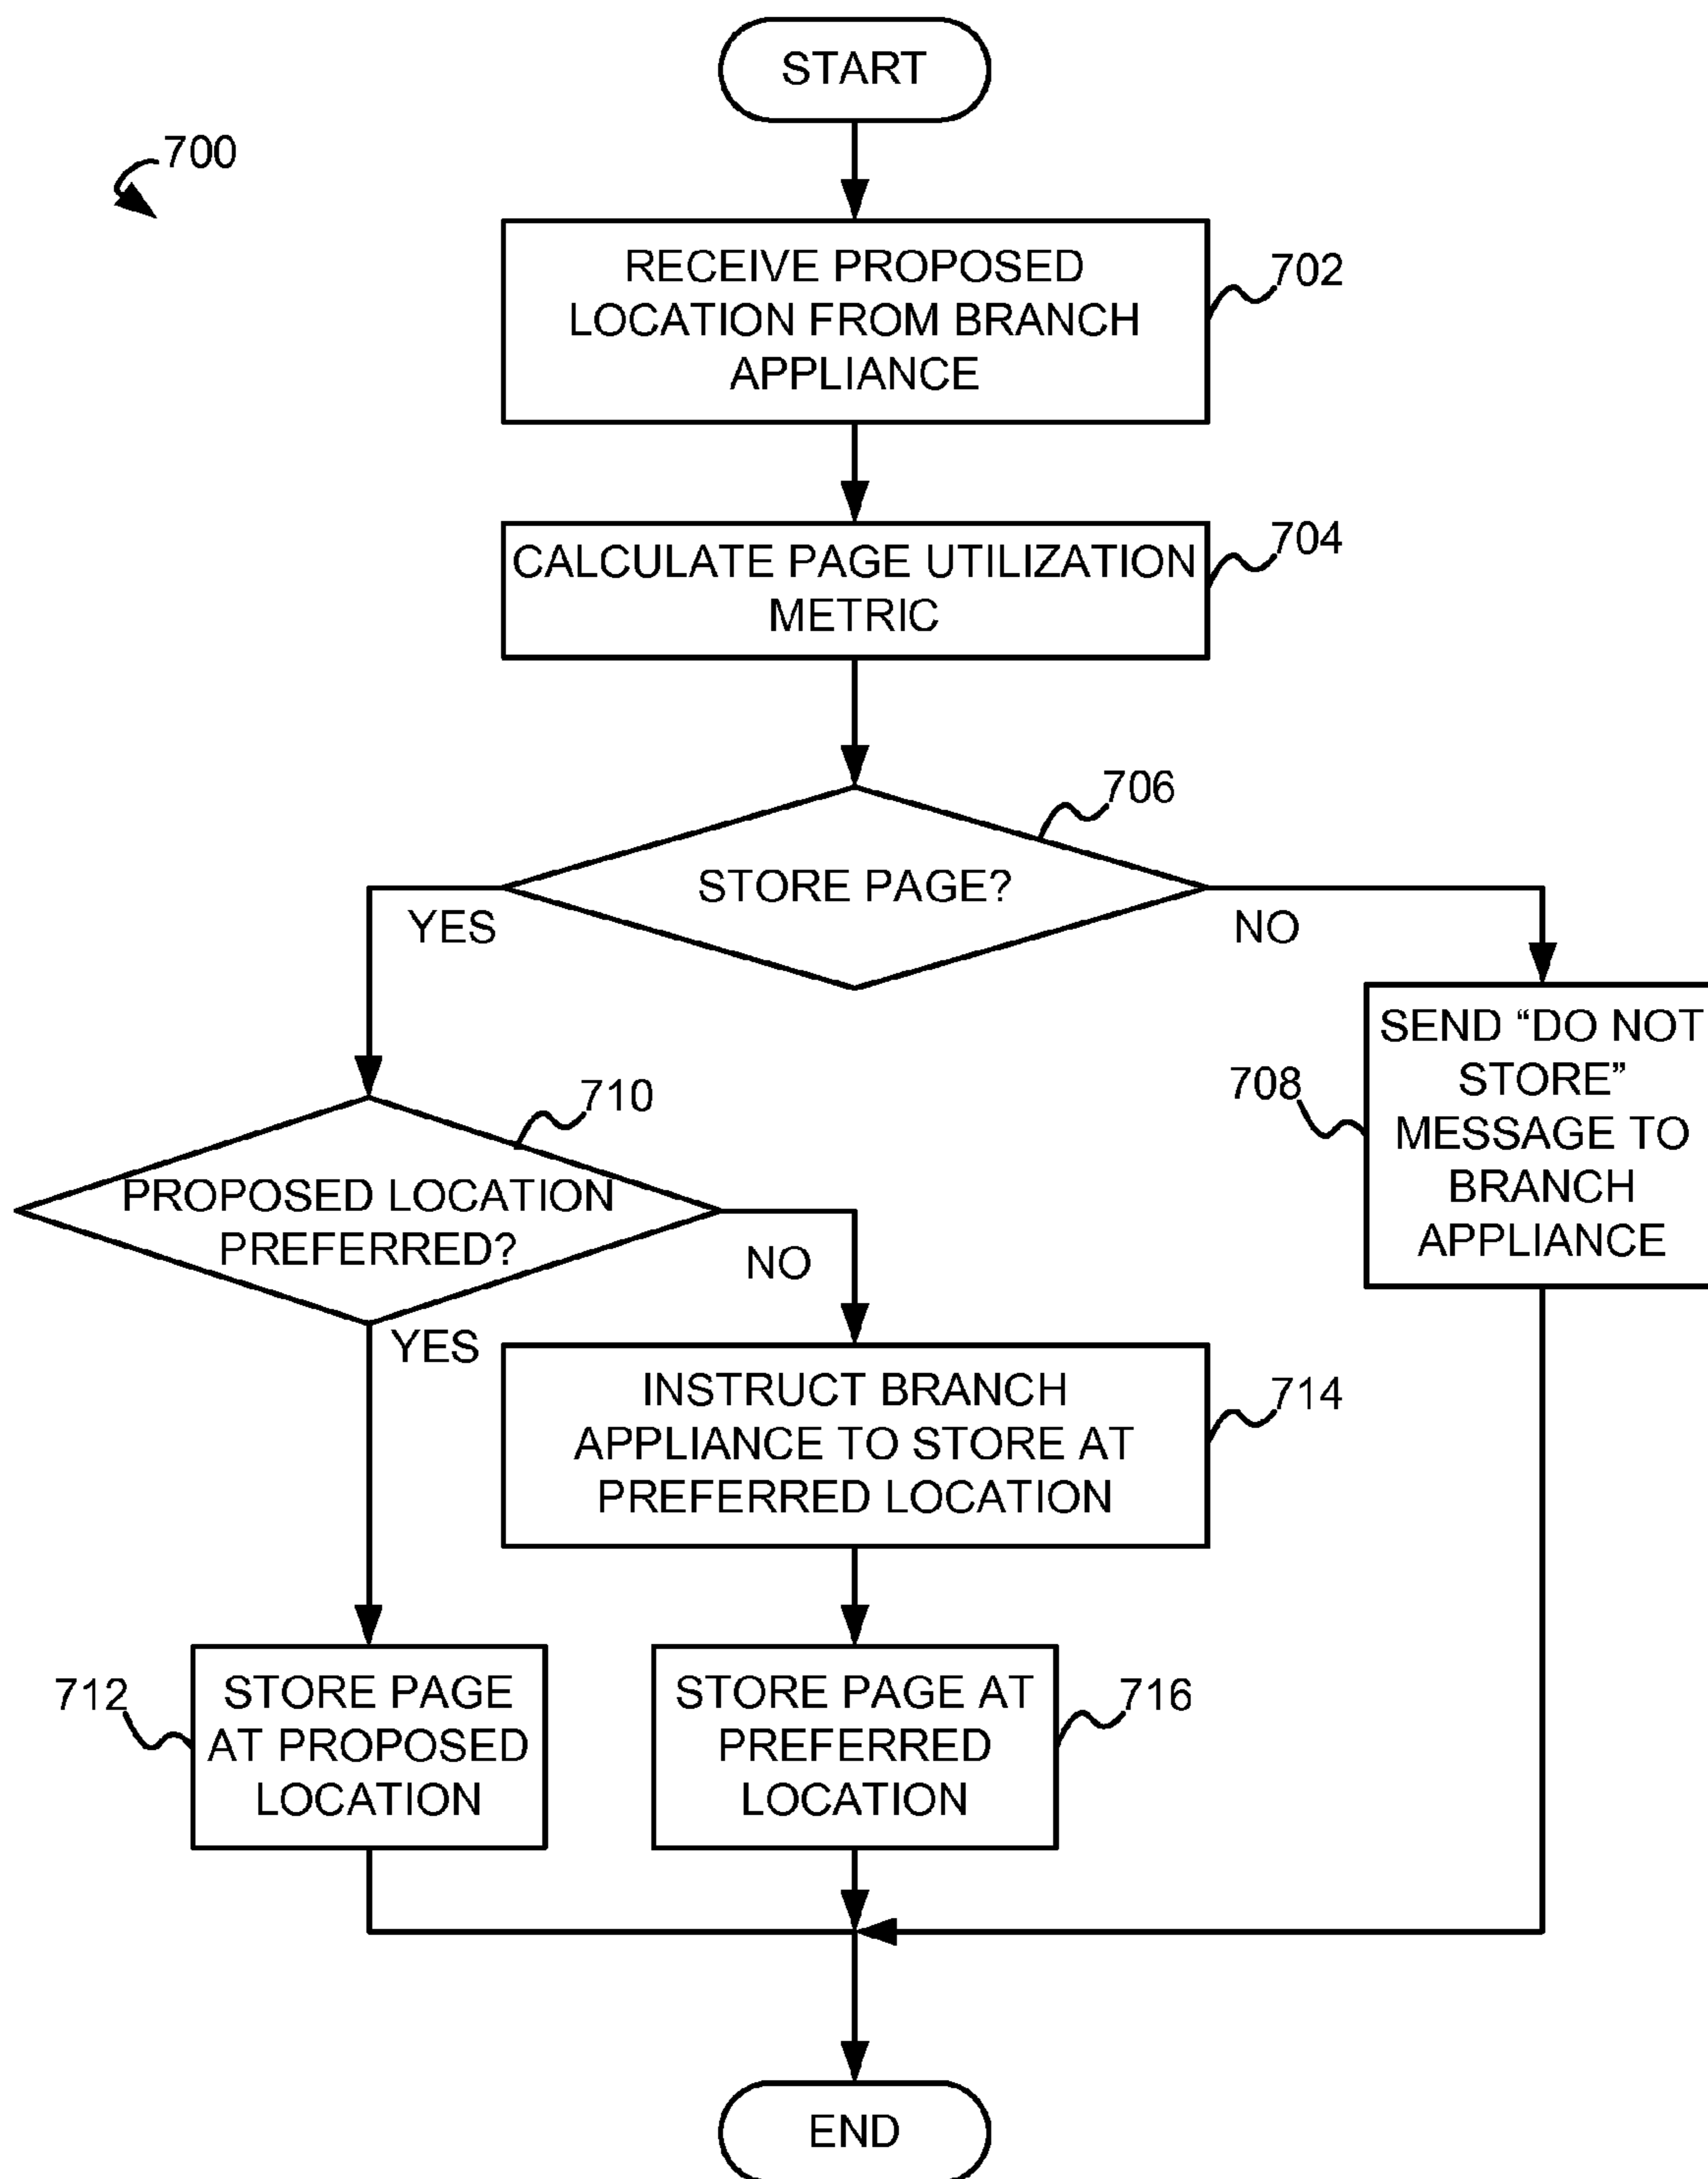 START
700
RECEIVE PROPOSED
LOCATION FROM BRANCH
APPLIANCE
702
CALCULATE PAGE UTILIZATION
METRIC
704
706
STORE PAGE?
YES
NO
SEND “DO NOT
STORE”
MESSAGE TO
BRANCH
APPLIANCE
708
710
PROPOSED LOCATION
PREFERRED?
NO
YES
INSTRUCT BRANCH
APPLIANCE TO STORE AT
PREFERRED LOCATION
714
712
STORE PAGE
AT PROPOSED
LOCATION
STORE PAGE AT
PREFERRED
LOCATION
716
END